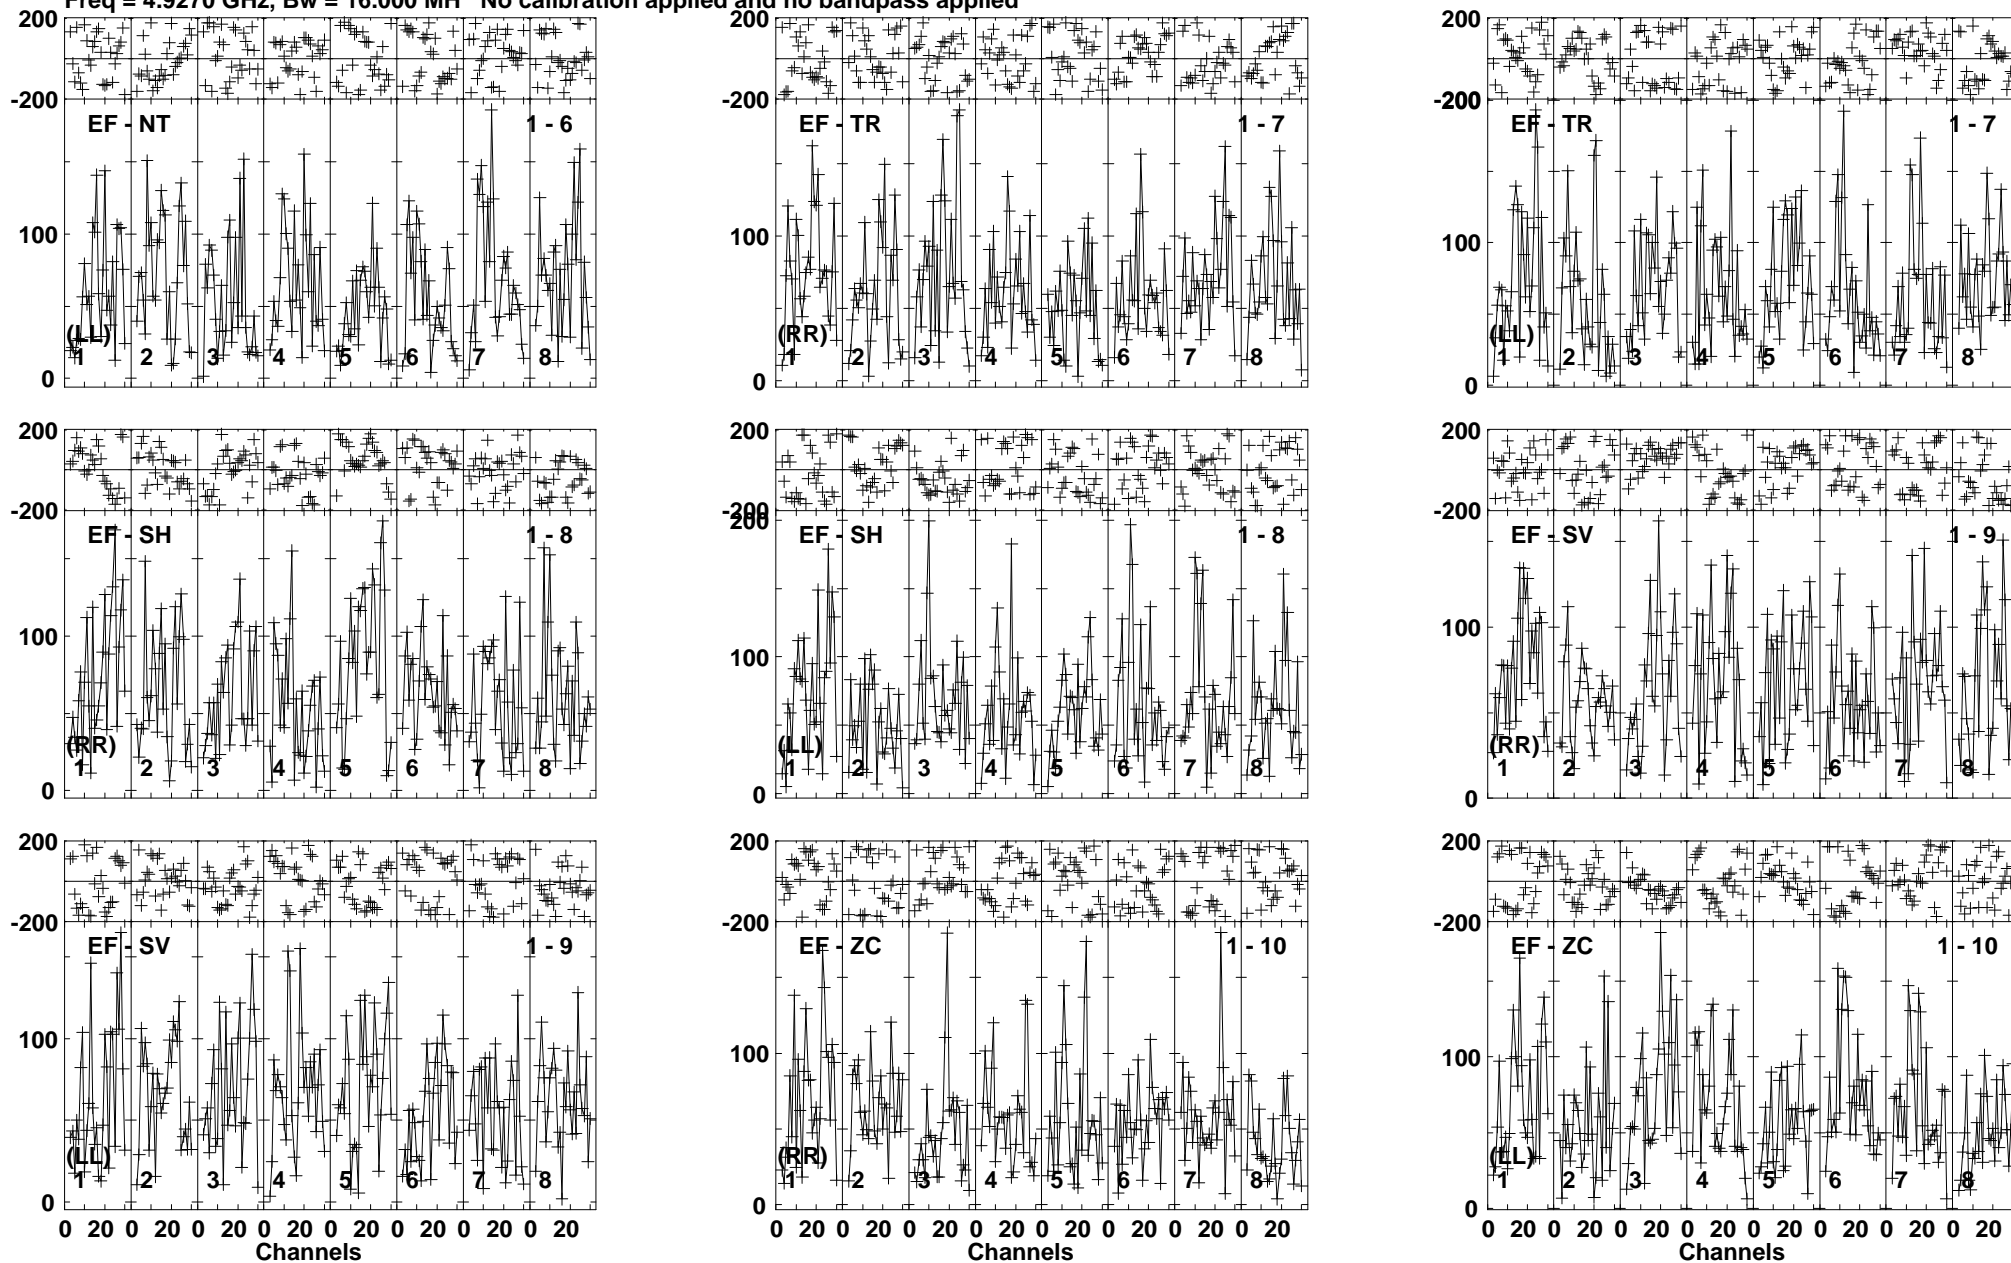 Freq = 4.9270 GHz, Bw = 16.000 MH No calibration applied and no bandpass applied
200 200 200
-200 -200 -200
EF - NT 1 - 6 EF - TR 1 - 7 EF - TR 1 - 7
200
100 100 100
(LL) (RR) (LL)
1 2 3 4 5 6 7 8 1 2 3 4 5 6 7 8 1 2 3 4 5 6 7 8
0 0 0
200 200 200
-200 -200 -200
200
EF - SH 1 - 8 EF - SH 1 - 8 EF - SV 1 - 9
100 100 100
(RR) (LL) (RR)
1 2 3 4 5 6 7 8 1 2 3 4 5 6 7 8 1 2 3 4 5 6 7 8
0 0 0
200 200 200
-200 -200 -200
EF - SV 1 - 9 EF - ZC 1 - 10 EF - ZC 1 - 10
100 100 100
(LL) (RR) (LL)
1 2 3 4 5 6 7 8 1 2 3 4 5 6 7 8 1 2 3 4 5 6 7 8
0 0 0
0 20 0 20 0 20 0 20 0 20 0 20 0 20 0 20 0 20 0 20 0 20 0 20 0 20 0 20 0 20 0 20 0 20 0 20 0 20 0 20 0 20 0 20 0 20 0 20
Channels Channels Channels